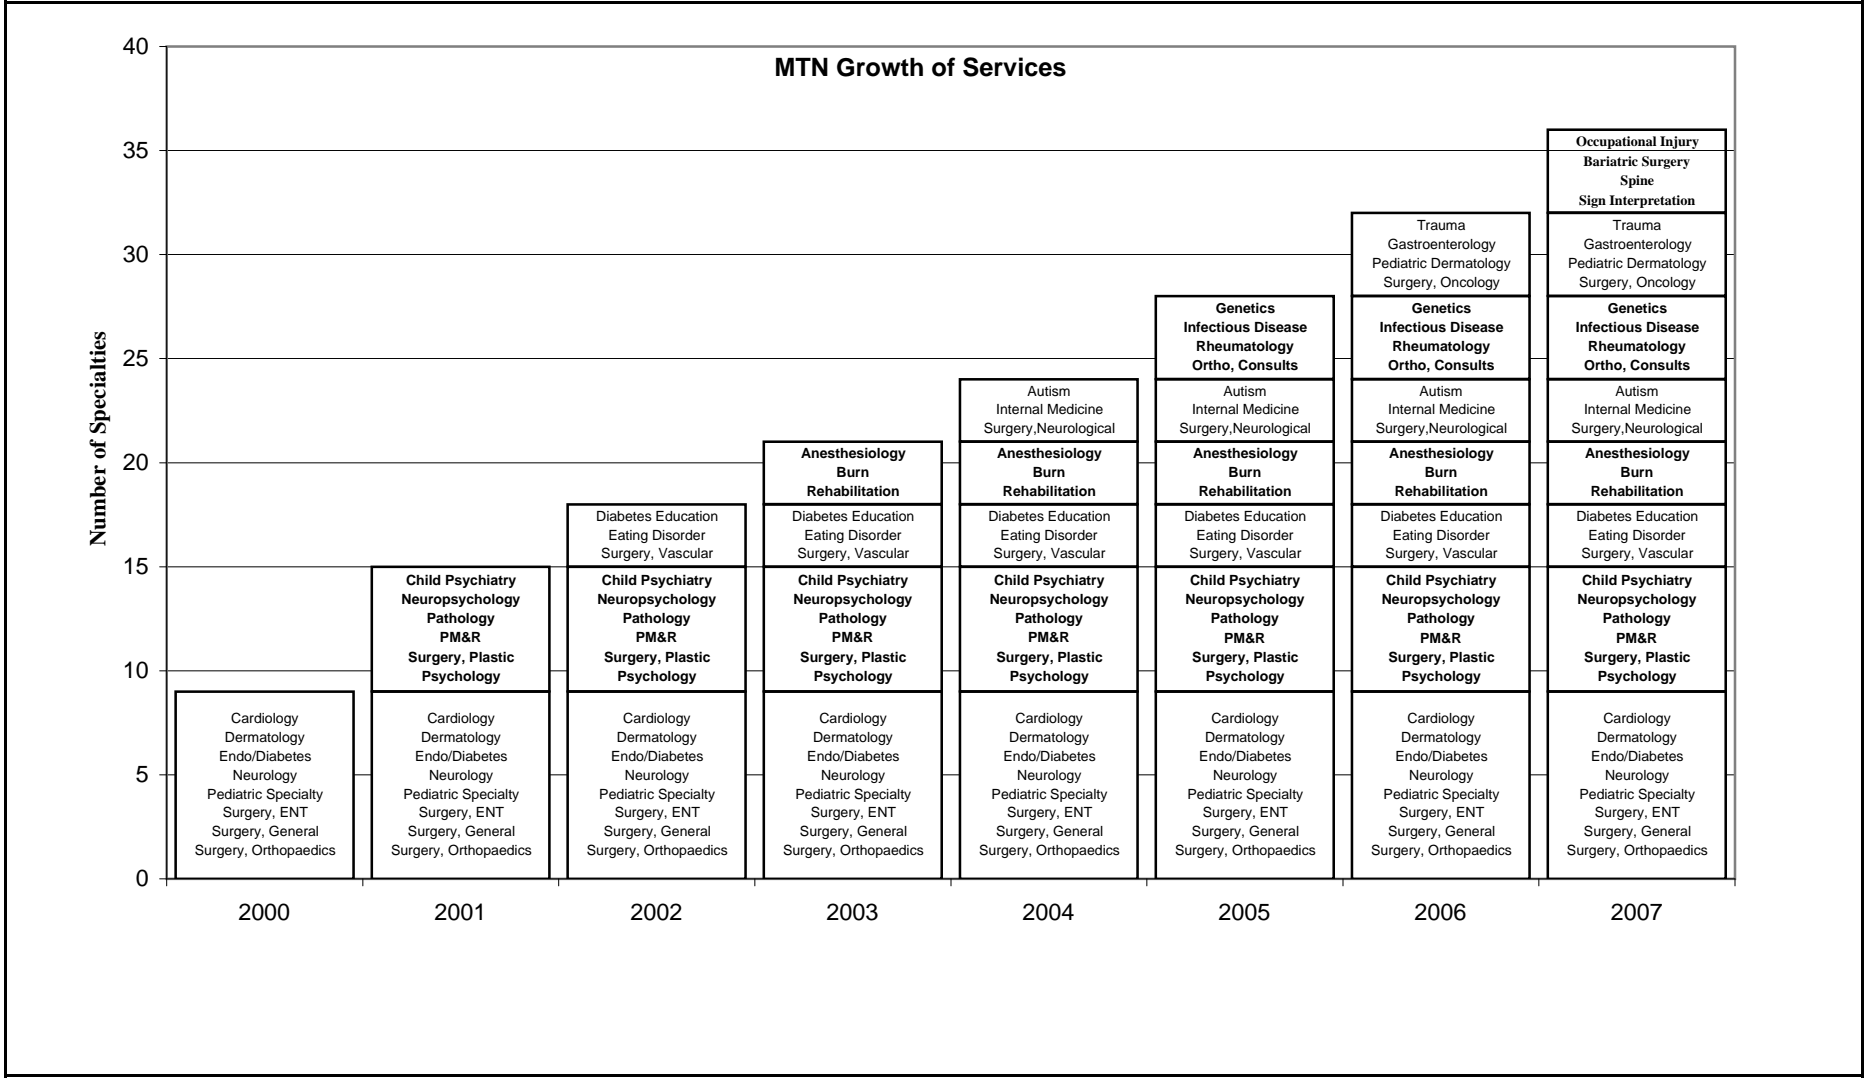 MTN Growth of Services
Number of Specialties
40
35
30
25
20
15
10
5
0
Cardiology
Dermatology
Endo/Diabetes
Neurology
Pediatric Specialty
Surgery, ENT
Surgery, General
Surgery, Orthopaedics
2000
Child Psychiatry
Neuropsychology
Pathology
PM&R
Surgery, Plastic
Psychology
Cardiology
Dermatology
Endo/Diabetes
Neurology
Pediatric Specialty
Surgery, ENT
Surgery, General
Surgery, Orthopaedics
2001
Diabetes Education
Eating Disorder
Surgery, Vascular
Child Psychiatry
Neuropsychology
Pathology
PM&R
Surgery, Plastic
Psychology
Cardiology
Dermatology
Endo/Diabetes
Neurology
Pediatric Specialty
Surgery, ENT
Surgery, General
Surgery, Orthopaedics
2002
Anesthesiology
Burn
Rehabilitation
Diabetes Education
Eating Disorder
Surgery, Vascular
Child Psychiatry
Neuropsychology
Pathology
PM&R
Surgery, Plastic
Psychology
Cardiology
Dermatology
Endo/Diabetes
Neurology
Pediatric Specialty
Surgery, ENT
Surgery, General
Surgery, Orthopaedics
2003
Autism
Internal Medicine
Surgery,Neurological
Anesthesiology
Burn
Rehabilitation
Diabetes Education
Eating Disorder
Surgery, Vascular
Child Psychiatry
Neuropsychology
Pathology
PM&R
Surgery, Plastic
Psychology
Cardiology
Dermatology
Endo/Diabetes
Neurology
Pediatric Specialty
Surgery, ENT
Surgery, General
Surgery, Orthopaedics
2004
Genetics
Infectious Disease
Rheumatology
Ortho, Consults
Autism
Internal Medicine
Surgery,Neurological
Anesthesiology
Burn
Rehabilitation
Diabetes Education
Eating Disorder
Surgery, Vascular
Child Psychiatry
Neuropsychology
Pathology
PM&R
Surgery, Plastic
Psychology
Cardiology
Dermatology
Endo/Diabetes
Neurology
Pediatric Specialty
Surgery, ENT
Surgery, General
Surgery, Orthopaedics
2005
Trauma
Gastroenterology
Pediatric Dermatology
Surgery, Oncology
Genetics
Infectious Disease
Rheumatology
Ortho, Consults
Autism
Internal Medicine
Surgery,Neurological
Anesthesiology
Burn
Rehabilitation
Diabetes Education
Eating Disorder
Surgery, Vascular
Child Psychiatry
Neuropsychology
Pathology
PM&R
Surgery, Plastic
Psychology
Cardiology
Dermatology
Endo/Diabetes
Neurology
Pediatric Specialty
Surgery, ENT
Surgery, General
Surgery, Orthopaedics
2006
Occupational Injury
Bariatric Surgery
Spine
Sign Interpretation
Trauma
Gastroenterology
Pediatric Dermatology
Surgery, Oncology
Genetics
Infectious Disease
Rheumatology
Ortho, Consults
Autism
Internal Medicine
Surgery,Neurological
Anesthesiology
Burn
Rehabilitation
Diabetes Education
Eating Disorder
Surgery, Vascular
Child Psychiatry
Neuropsychology
Pathology
PM&R
Surgery, Plastic
Psychology
Cardiology
Dermatology
Endo/Diabetes
Neurology
Pediatric Specialty
Surgery, ENT
Surgery, General
Surgery, Orthopaedics
2007